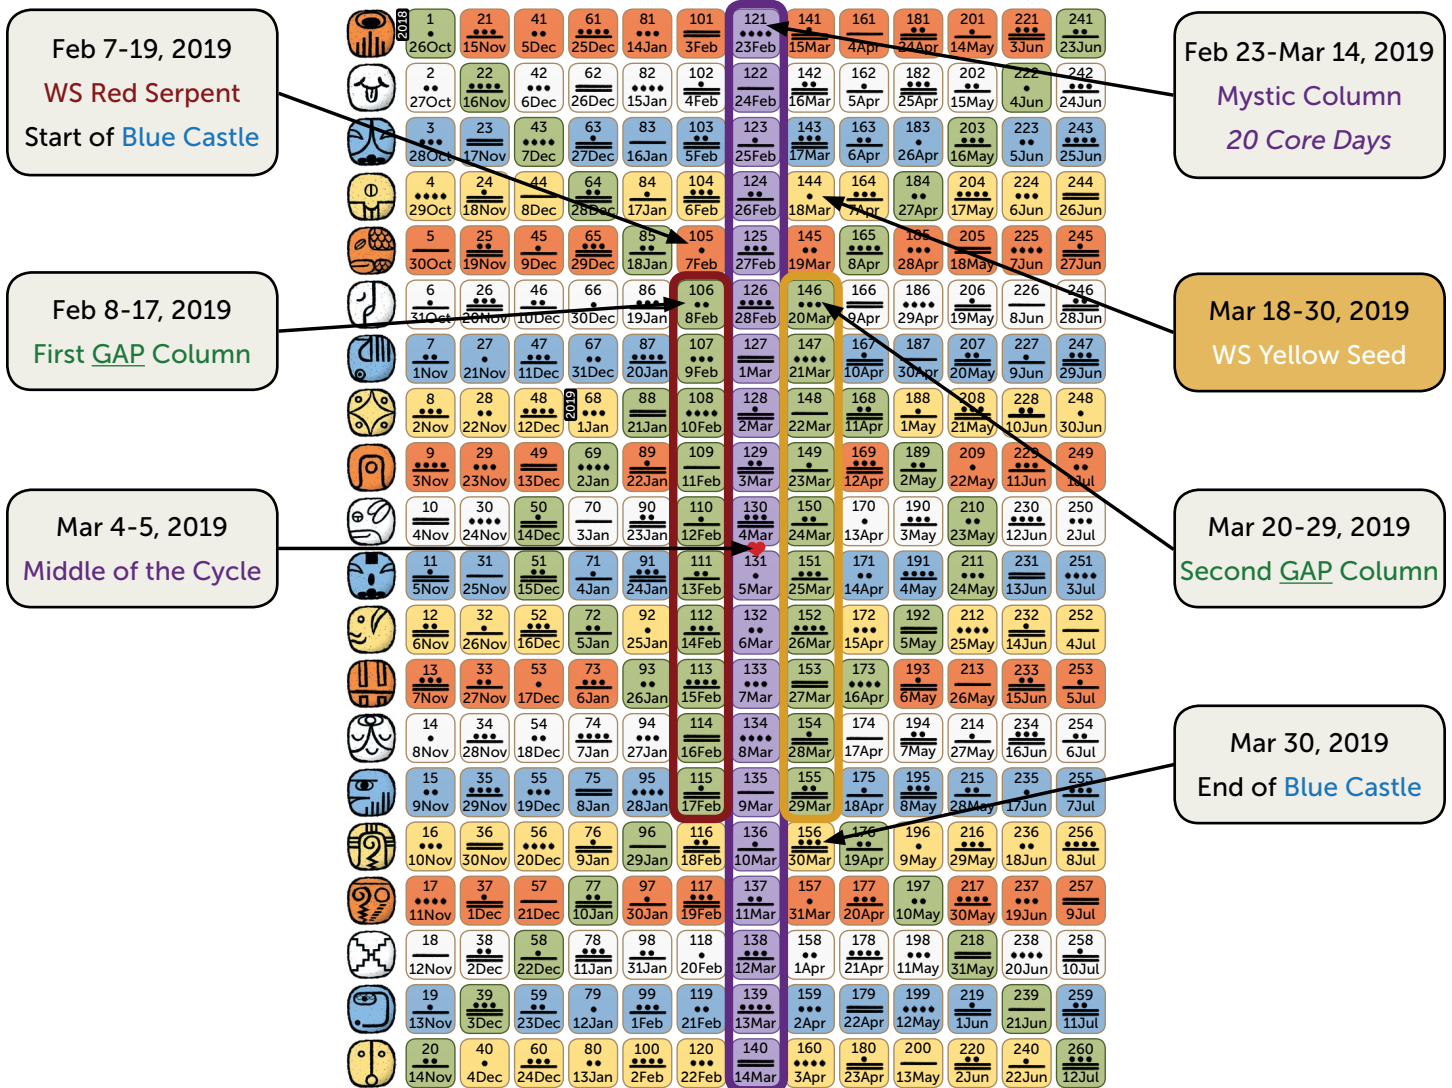 Feb 7-19, 2019
WS Red Serpent
Start of Blue Castle
Feb 8-17, 2019
First GAP Column
Mar 4-5, 2019
Middle of the Cycle
2018
1 21 41 61 81 101 121 141 161 181 201 221 241
26Oct 15Nov 5Dec 25Dec 14Jan 3Feb 23Feb 15Mar 4Apr 24Apr 14May 3Jun 23Jun
2 22 42 62 82 102 122 142 162 182 202 222 242
27Oct 16Nov 6Dec 26Dec 15Jan 4Feb 24Feb 16Mar 5Apr 25Apr 15May 4Jun 24Jun
3 23 43 63 83 103 123 143 163 183 203 223 243
28Oct 17Nov 7Dec 27Dec 16Jan 5Feb 25Feb 17Mar 6Apr 26Apr 16May 5Jun 25Jun
4 24 44 64 84 104 124 144 164 184 204 224 244
29Oct 18Nov 8Dec 28Dec 17Jan 6Feb 26Feb 18Mar 7Apr 27Apr 17May 6Jun 26Jun
5 25 45 65 85 105 125 145 165 185 205 225 245
30Oct 19Nov 9Dec 29Dec 18Jan 7Feb 27Feb 19Mar 8Apr 28Apr 18May 7Jun 27Jun
6 26 46 66 86 106 126 146 166 186 206 226 246
31Oct 20Nov 10Dec 30Dec 19Jan 8Feb 28Feb 20Mar 9Apr 29Apr 19May 8Jun 28Jun
7 27 47 67 87 107 127 147 167 187 207 227 247
1Nov 21Nov 11Dec 31Dec 20Jan 9Feb 1Mar 21Mar 10Apr 30Apr 20May 9Jun 29Jun
2019
8 28 48 68 88 108 128 148 168 188 208 228 248
2Nov 22Nov 12Dec 1Jan 21Jan 10Feb 2Mar 22Mar 11Apr 1May 21May 10Jun 30Jun
9 29 49 69 89 109 129 149 169 189 209 229 249
3Nov 23Nov 13Dec 2Jan 22Jan 11Feb 3Mar 23Mar 12Apr 2May 22May 11Jun 1Jul
10 30 50 70 90 110 130 150 170 190 210 230 250
4Nov 24Nov 14Dec 3Jan 23Jan 12Feb 4Mar 24Mar 13Apr 3May 23May 12Jun 2Jul
11 31 51 71 91 111 131 151 171 191 211 231 251
5Nov 25Nov 15Dec 4Jan 24Jan 13Feb 5Mar 25Mar 14Apr 4May 24May 13Jun 3Jul
12 32 52 72 92 112 132 152 172 192 212 232 252
6Nov 26Nov 16Dec 5Jan 25Jan 14Feb 6Mar 26Mar 15Apr 5May 25May 14Jun 4Jul
13 33 53 73 93 113 133 153 173 193 213 233 253
7Nov 27Nov 17Dec 6Jan 26Jan 15Feb 7Mar 27Mar 16Apr 6May 26May 15Jun 5Jul
14 34 54 74 94 114 134 154 174 194 214 234 254
8Nov 28Nov 18Dec 7Jan 27Jan 16Feb 8Mar 28Mar 17Apr 7May 27May 16Jun 6Jul
15 35 55 75 95 115 135 155 175 195 215 235 255
9Nov 29Nov 19Dec 8Jan 28Jan 17Feb 9Mar 29Mar 18Apr 8May 28May 17Jun 7Jul
16 36 56 76 96 116 136 156 176 196 216 236 256
10Nov 30Nov 20Dec 9Jan 29Jan 18Feb 10Mar 30Mar 19Apr 9May 29May 18Jun 8Jul
17 37 57 77 97 117 137 157 177 197 217 237 257
11Nov 1Dec 21Dec 10Jan 30Jan 19Feb 11Mar 31Mar 20Apr 10May 30May 19Jun 9Jul
18 38 58 78 98 118 138 158 178 198 218 238 258
12Nov 2Dec 22Dec 11Jan 31Jan 20Feb 12Mar 1Apr 21Apr 11May 31May 20Jun 10Jul
19 39 59 79 99 119 139 159 179 199 219 239 259
13Nov 3Dec 23Dec 12Jan 1Feb 21Feb 13Mar 2Apr 22Apr 12May 1Jun 21Jun 11Jul
20 40 60 80 100 120 140 160 180 200 220 240 260
14Nov 4Dec 24Dec 13Jan 2Feb 22Feb 14Mar 3Apr 23Apr 13May 2Jun 22Jun 12Jul
Feb 23-Mar 14, 2019
Mystic Column
20 Core Days
Mar 18-30, 2019
WS Yellow Seed
Mar 20-29, 2019
Second GAP Column
Mar 30, 2019
End of Blue Castle